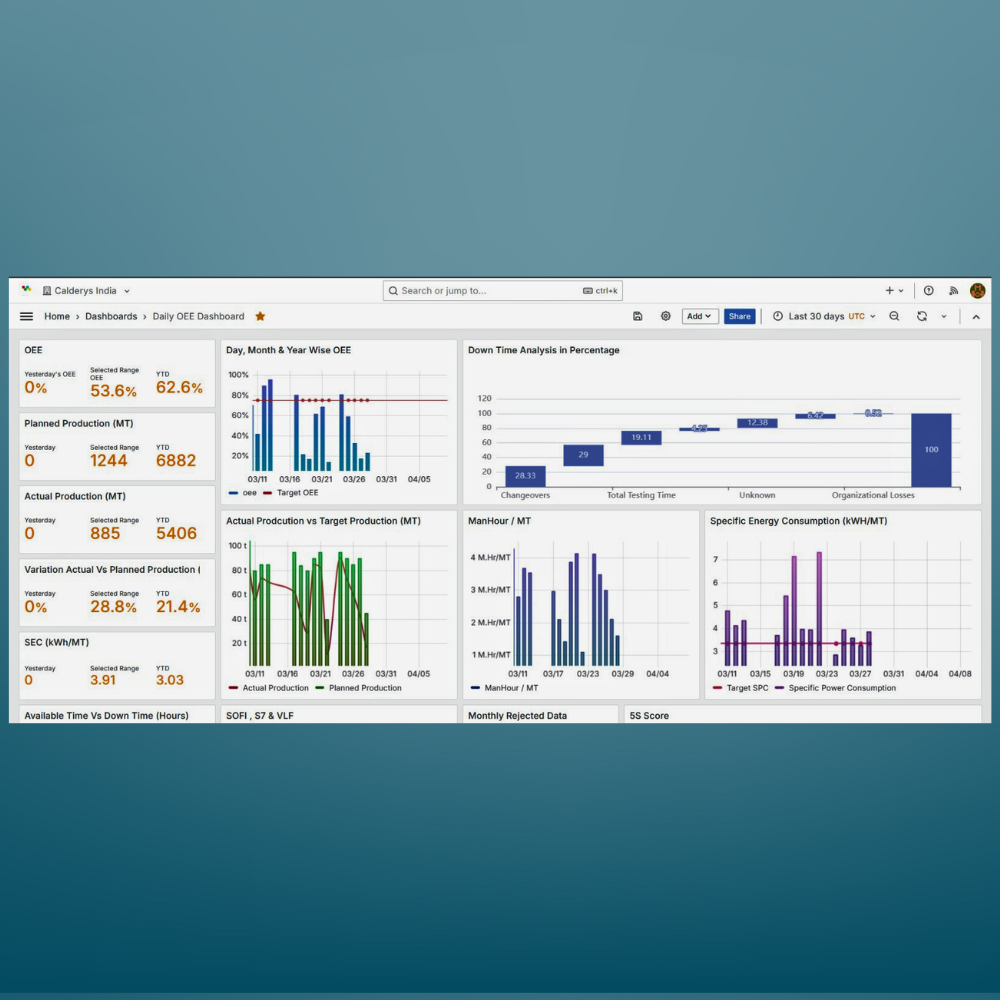 Calderys India
Search or jump to...
ctrl+k
Home › Dashboards › Daily OEE Dashboard
Add
Share
Last 30 days UTC
OEE
Yesterday's OEE
Selected Range OEE
YTD
0%
53.6%
62.6%
Planned Production (MT)
Yesterday
Selected Range
YTD
0
1244
6882
Actual Production (MT)
Yesterday
Selected Range
YTD
0
885
5406
Variation Actual Vs Planned Production (
Yesterday
Selected Range
YTD
0%
28.8%
21.4%
SEC (kWh/MT)
Yesterday
Selected Range
YTD
0
3.91
3.03
Available Time Vs Down Time (Hours)
Day, Month & Year Wise OEE
100%
80%
60%
40%
20%
03/11 03/16 03/21 03/26 03/31 04/05
oee Target OEE
Down Time Analysis in Percentage
120
100
80
60
40
20
0
28.33
29
19.11
12.38
6.42
100
Changeovers Total Testing Time Unknown Organizational Losses
Actual Prodcution vs Target Production (MT)
100 t
80 t
60 t
40 t
20 t
03/11 03/16 03/21 03/26 03/31 04/05
Actual Production Planned Production
ManHour / MT
4 M.Hr/MT
3 M.Hr/MT
2 M.Hr/MT
1 M.Hr/MT
03/11 03/17 03/23 03/29 04/04
ManHour / MT
Specific Energy Consumption (kWH/MT)
7
6
5
4
3
03/11 03/15 03/19 03/23 03/27 03/31 04/04 04/08
Target SPC Specific Power Consumption
SOFI , S7 & VLF
Monthly Rejected Data
5S Score